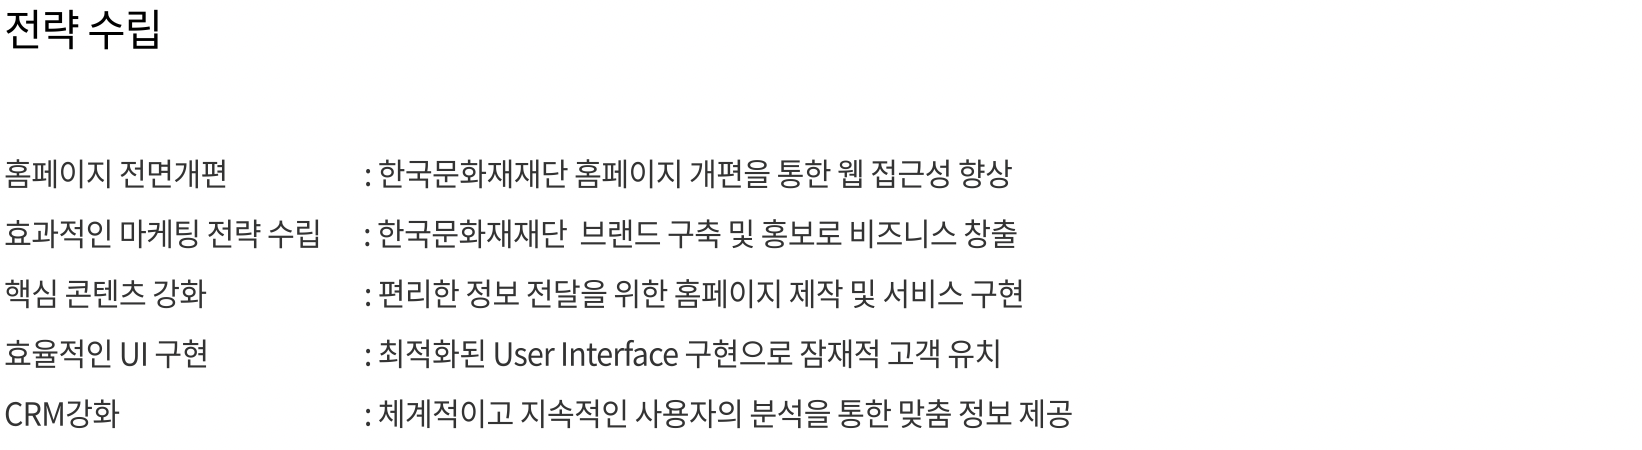 전략 수립
홈페이지 전면개편 : 한국문화재재단 홈페이지 개편을 통한 웹 접근성 향상
효과적인 마케팅 전략 수립 : 한국문화재재단 브랜드 구축 및 홍보로 비즈니스 창출
핵심 콘텐츠 강화 : 편리한 정보 전달을 위한 홈페이지 제작 및 서비스 구현
효율적인 UI 구현 : 최적화된 User Interface 구현으로 잠재적 고객 유치
CRM강화 : 체계적이고 지속적인 사용자의 분석을 통한 맞춤 정보 제공